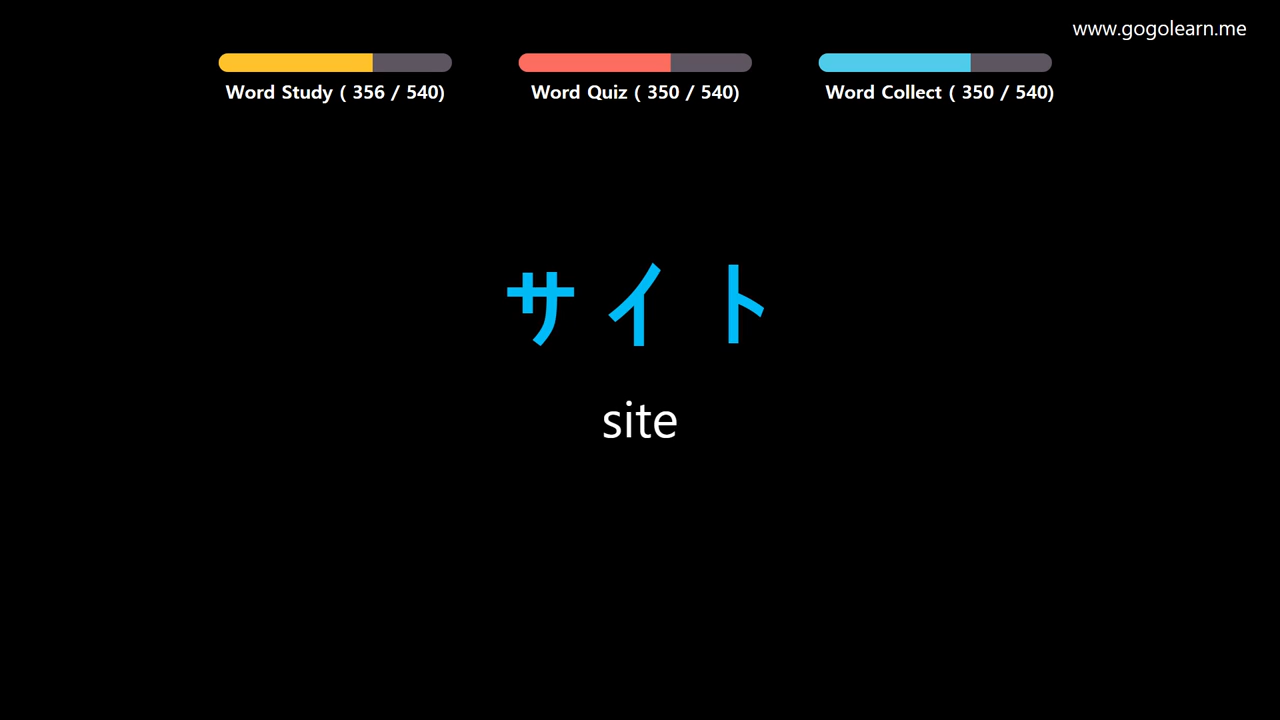 www.gogolearn.me
Word Study ( 356 / 540)
Word Quiz ( 350 / 540)
Word Collect ( 350 / 540)
サイト
site